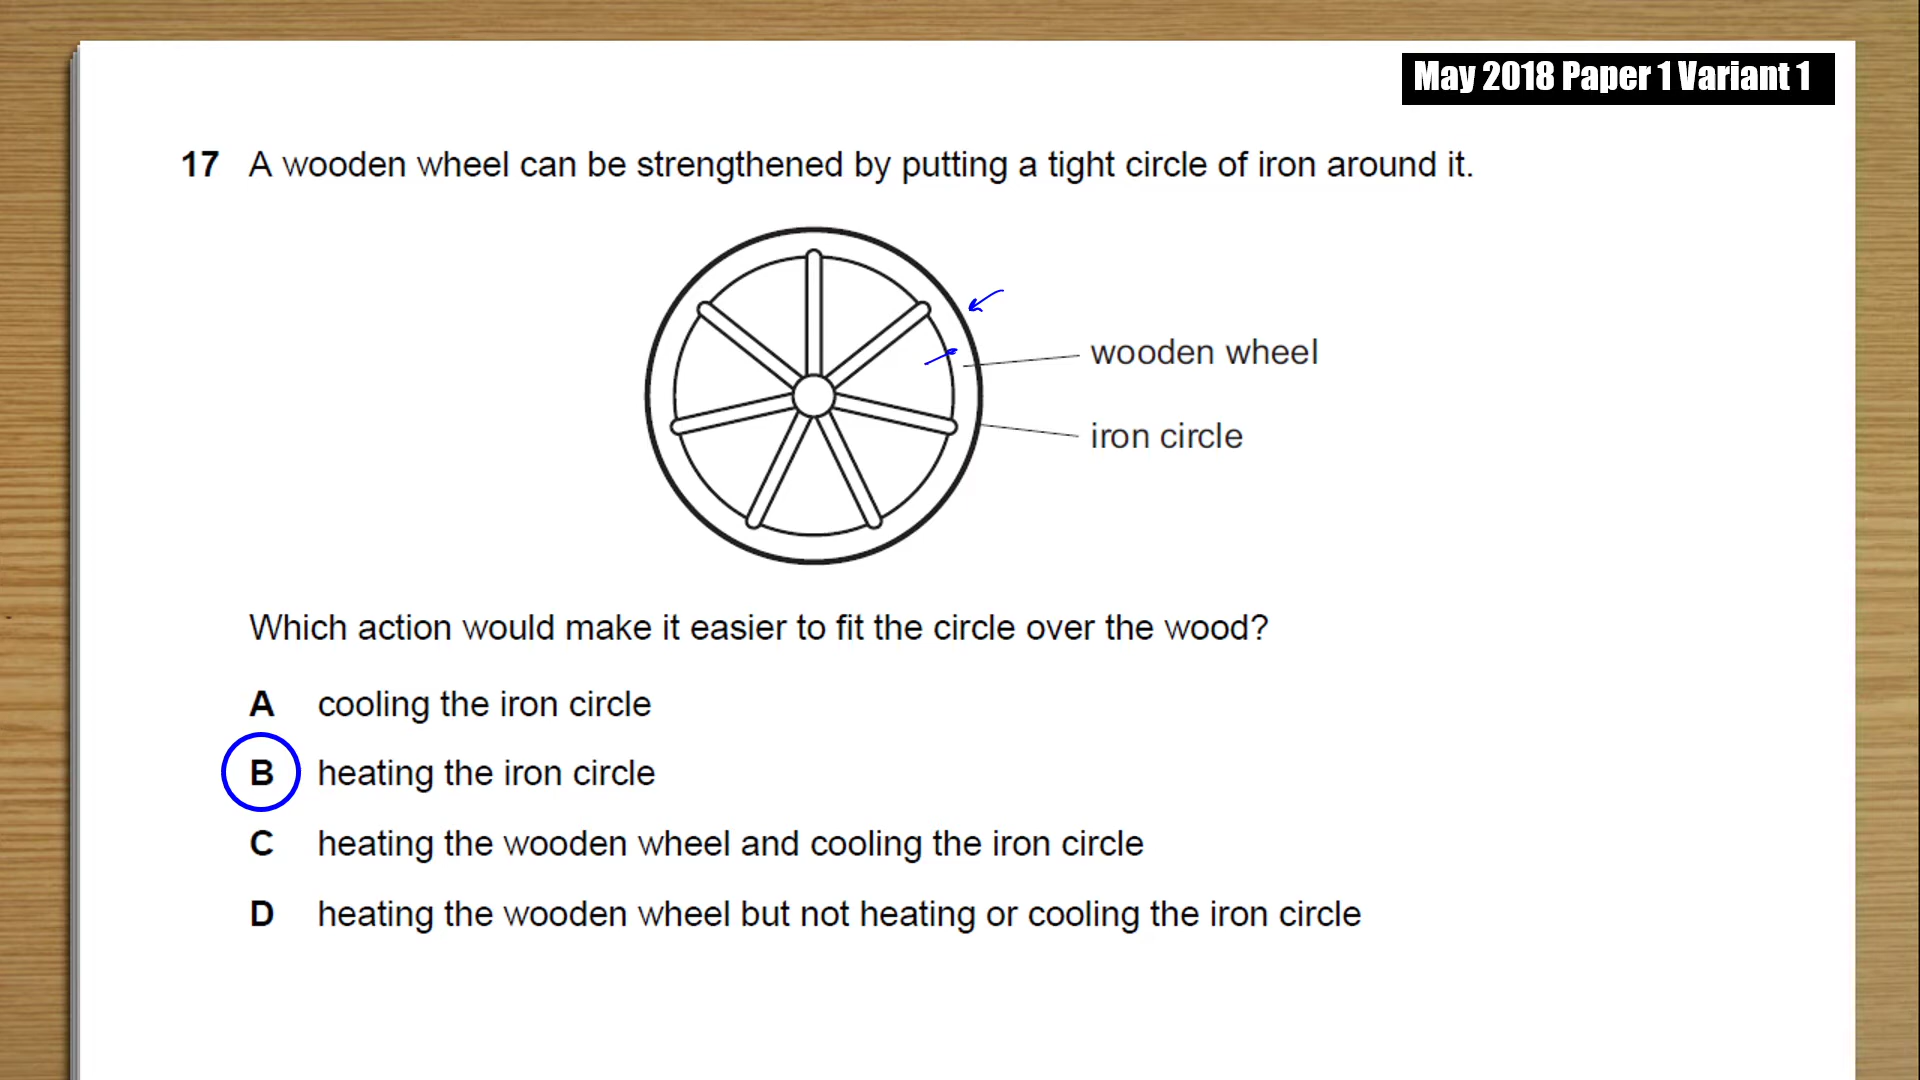 May 2018 Paper 1 Variant 1
17 A wooden wheel can be strengthened by putting a tight circle of iron around it.
wooden wheel
iron circle
Which action would make it easier to fit the circle over the wood?
A cooling the iron circle
B heating the iron circle
C heating the wooden wheel and cooling the iron circle
D heating the wooden wheel but not heating or cooling the iron circle